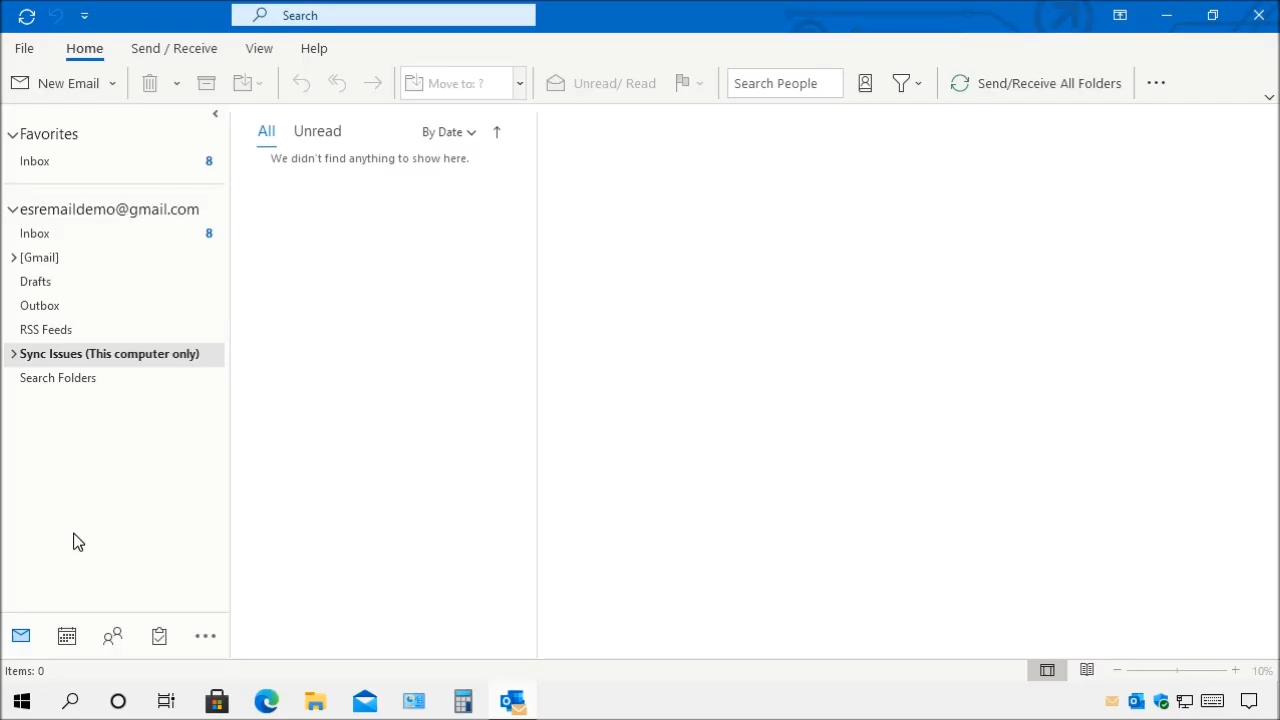 Search
File Home Send / Receive View Help
New Email Move to: ? Unread/ Read Search People Send/Receive All Folders
Favorites
Inbox 8
esremaildemo@gmail.com
Inbox 8
[Gmail]
Drafts
Outbox
RSS Feeds
Sync Issues (This computer only)
Search Folders
All Unread By Date
We didn't find anything to show here.
Items: 0
10%